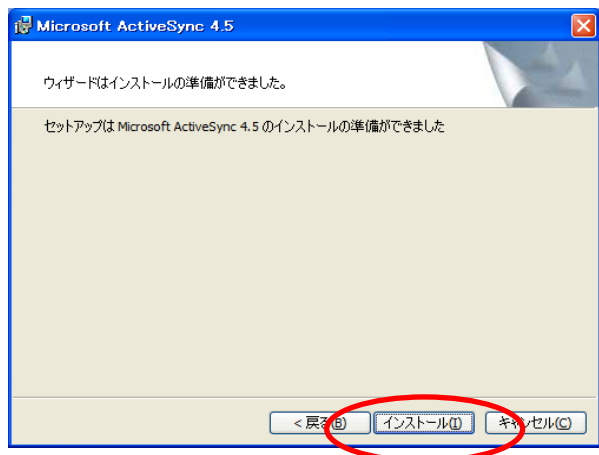 Microsoft ActiveSync 4.5
ウィザードはインストールの準備ができました。
セットアップは Microsoft ActiveSync 4.5 のインストールの準備ができました
< 戻る(B) インストール(I) キャンセル(C)